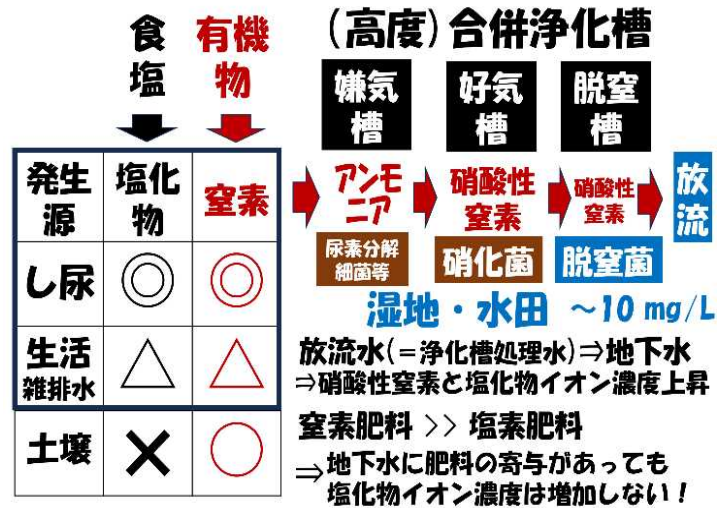 食塩
有機物
(高度)合併浄化槽
嫌気槽
好気槽
脱窒槽
発生源
塩化物
窒素
アンモニア
硝酸性窒素
硝酸性窒素
放流
尿素分解
細菌等
硝化菌
脱窒菌
し尿
◎
◎
湿地・水田 ~10 mg/L
生活
雑排水
△
△
放流水(=浄化槽処理水)⇒地下水
⇒硝酸性窒素と塩化物イオン濃度上昇
土壌
×
○
窒素肥料 >> 塩素肥料
⇒地下水に肥料の寄与があっても
塩化物イオン濃度は増加しない!